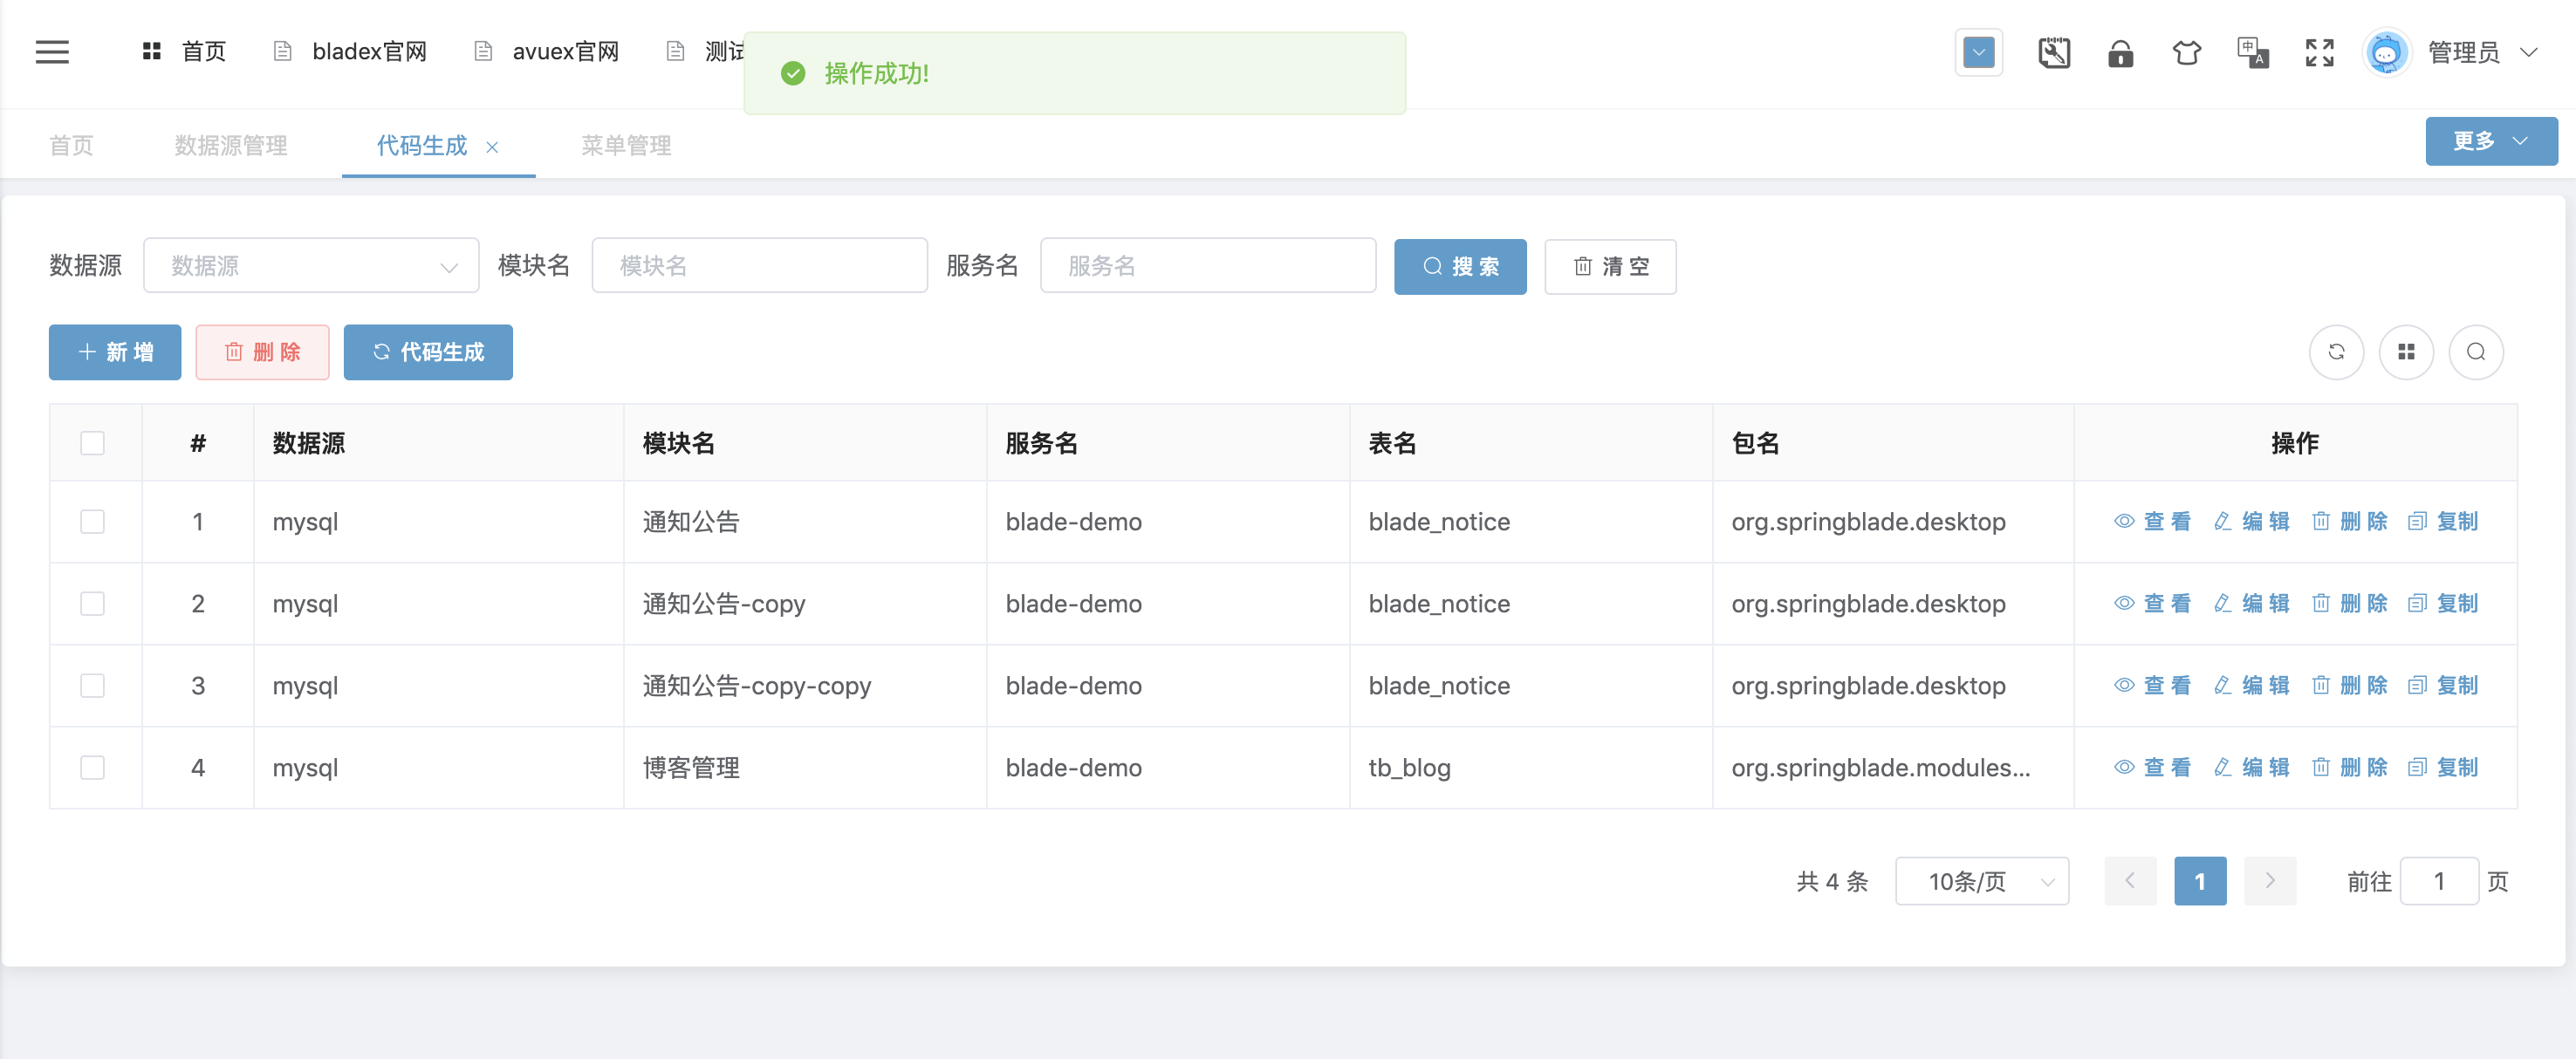 首页 bladex官网 avuex官网 测试 管理员
操作成功!
首页 数据源管理 代码生成 菜单管理 更多
数据源 数据源 模块名 模块名 服务名 服务名 搜 索 清 空
新 增 删 除 代码生成
# 数据源 模块名 服务名 表名 包名 操作
1 mysql 通知公告 blade-demo blade_notice org.springblade.desktop 查 看 编 辑 删 除 复制
2 mysql 通知公告-copy blade-demo blade_notice org.springblade.desktop 查 看 编 辑 删 除 复制
3 mysql 通知公告-copy-copy blade-demo blade_notice org.springblade.desktop 查 看 编 辑 删 除 复制
4 mysql 博客管理 blade-demo tb_blog org.springblade.modules... 查 看 编 辑 删 除 复制
共 4 条 10条/页 1 前往 1 页